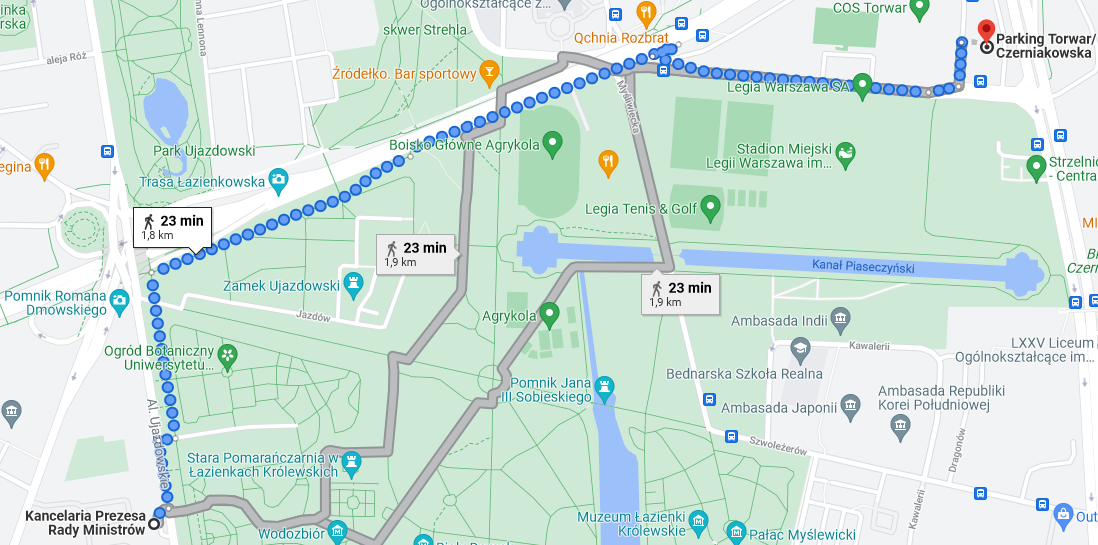 Ogólnokształcące z...
COS Torwar
inka
rska
nna Lennona
skwer Strehla
Qchnia Rozbrat
Parking Torwar/
Czerniakowska
aleja Róż
Źródełko. Bar sportowy
Legia Warszawa SA
Myśliwiecka
Park Ujazdowski
Boisko Główne Agrykola
Stadion Miejski
Legii Warszawa im...
Strzelnic
- Centra
egina
Trasa Łazienkowska
23 min
1,8 km
Legia Tenis & Golf
23 min
1,9 km
Kanał Piaseczyński
Zamek Ujazdowski
23 min
1,9 km
Pomnik Romana
Dmowskiego
Jazdów
Agrykola
Ambasada Indii
LXXV Liceum
Ogólnokształcące im...
Kawalerii
Ogród Botaniczny
Uniwersytetu...
Bednarska Szkoła Realna
Pomnik Jana
III Sobieskiego
Ambasada Republiki
Korei Południowej
Ambasada Japonii
Al. Ujazdowskie
Szwoleżerów
Dragonów
Stara Pomarańczarnia w
Łazienkach Królewskich
Kawalerii
Kancelaria Prezesa
Rady Ministrów
Wodozbiór
Muzeum Łazienki
Królewskie
Pałac Myślewicki
Out